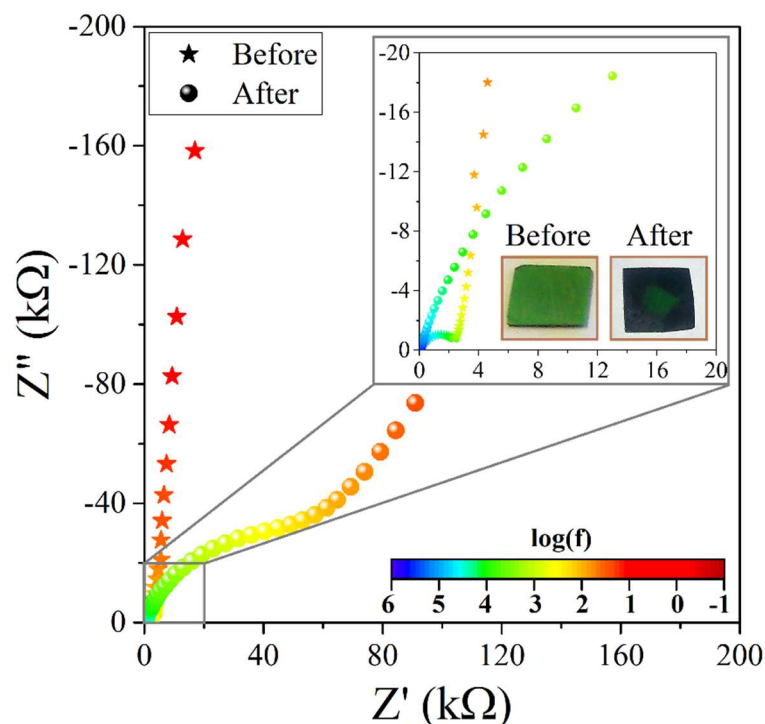 -200
-160
-120
-80
-40
0
Z" (kΩ)
Before
After
-20
-16
-12
-8
-4
0
Before After
0 4 8 12 16 20
log(f)
6 5 4 3 2 1 0 -1
0 40 80 120 160 200
Z' (kΩ)